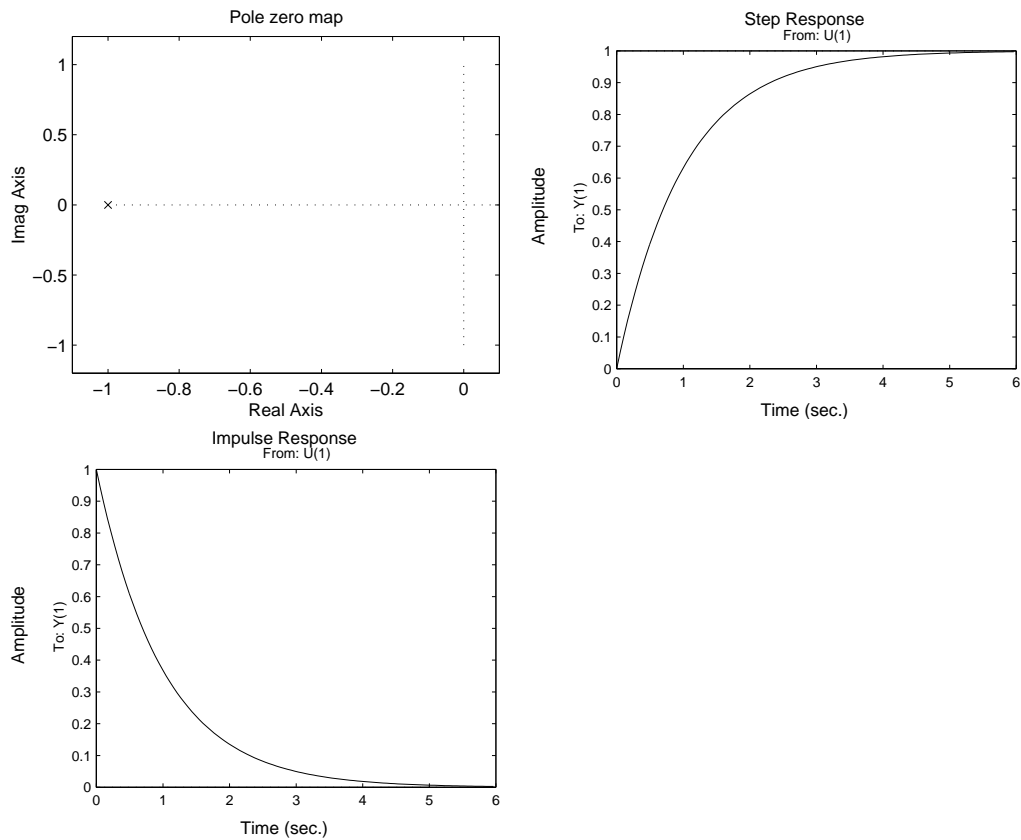 Pole zero map
1
0.5
0
−0.5
−1
Imag Axis
−1 −0.8 −0.6 −0.4 −0.2 0
Real Axis
Step Response
From: U(1)
1
0.9
0.8
0.7
0.6
0.5
0.4
0.3
0.2
0.1
0
Amplitude
To: Y(1)
0 1 2 3 4 5 6
Time (sec.)
Impulse Response
From: U(1)
1
0.9
0.8
0.7
0.6
0.5
0.4
0.3
0.2
0.1
0
Amplitude
To: Y(1)
0 1 2 3 4 5 6
Time (sec.)